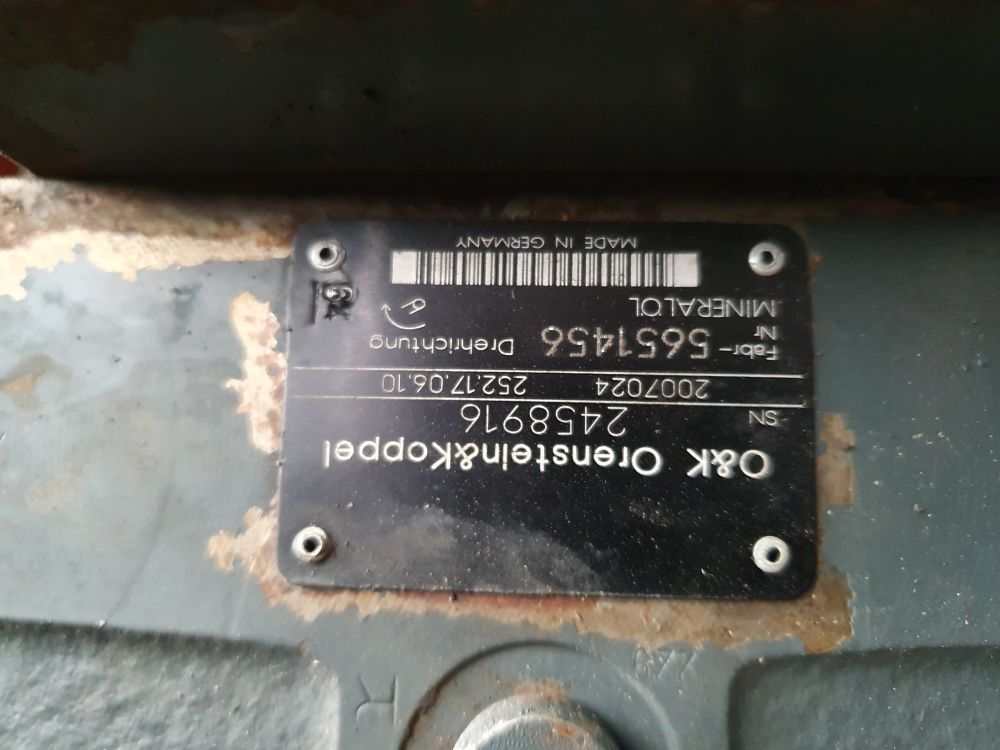 O&K Orenstein&Koppel
SN 2458916
2007024 252.17.06.10
Fabr-Nr 5651456 Drehrichtung
MINERALÖL
MADE IN GERMANY
R